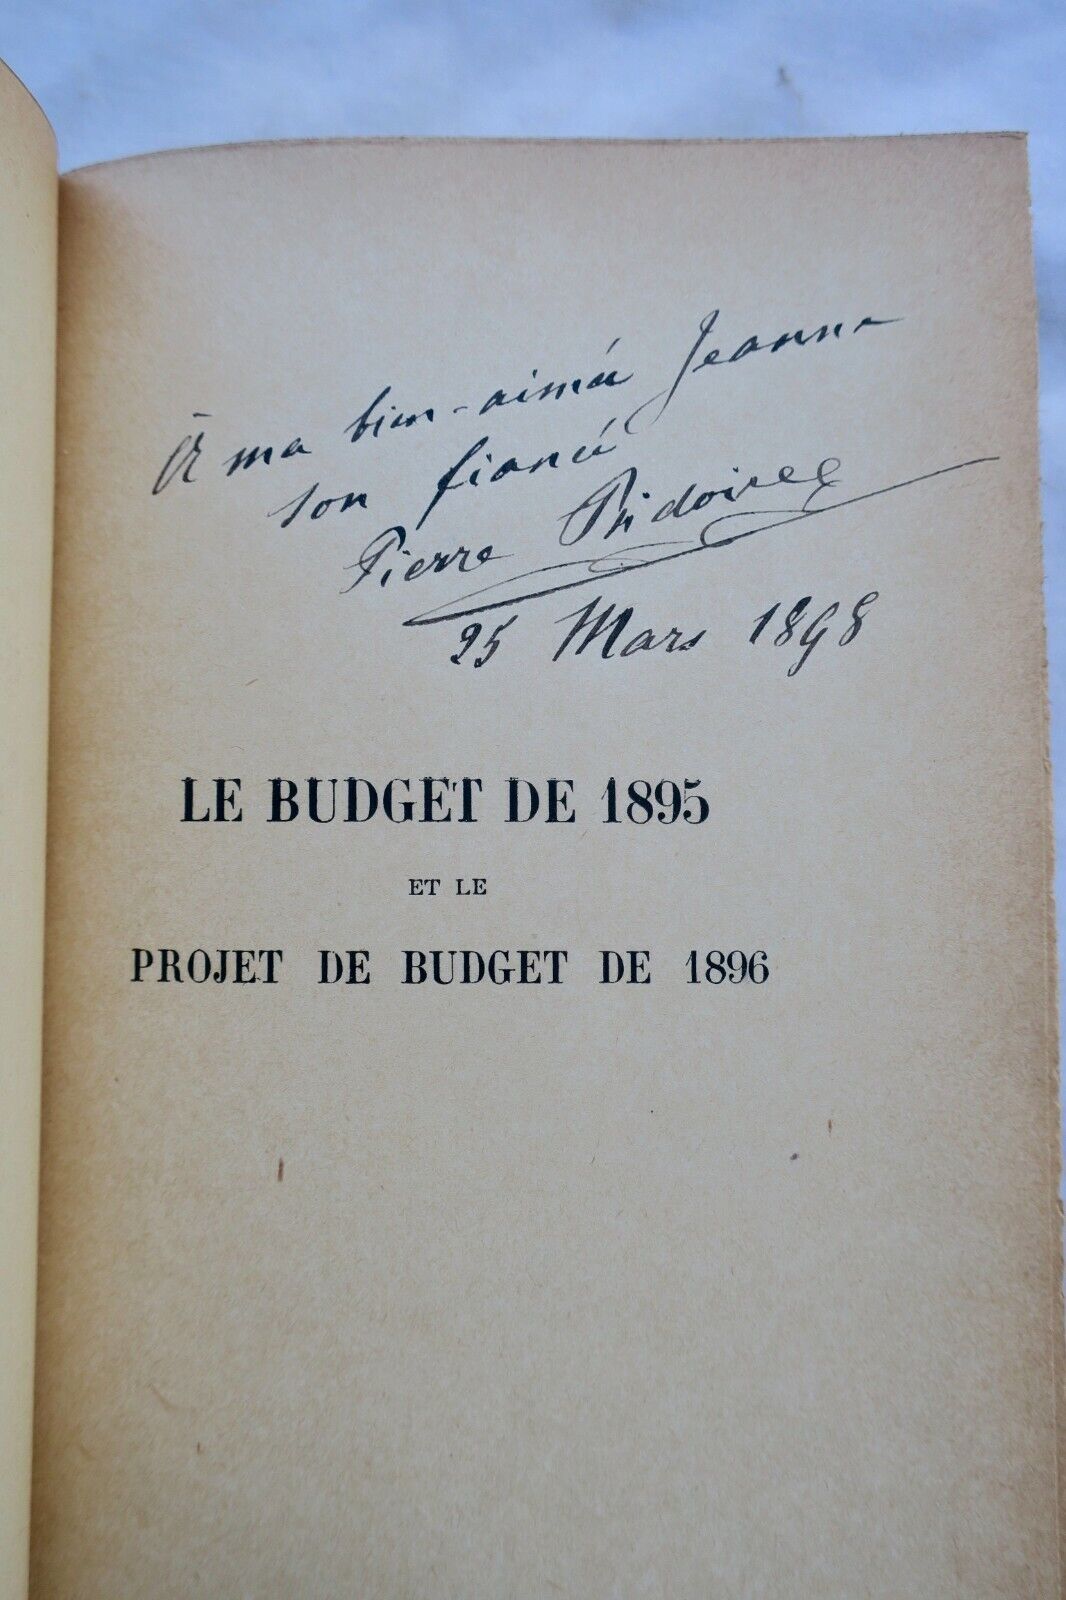 À ma bien-aimée Jeanne
son fiancé
Pierre
25 Mars 1898
LE BUDGET DE 1895
ET LE
PROJET DE BUDGET DE 1896